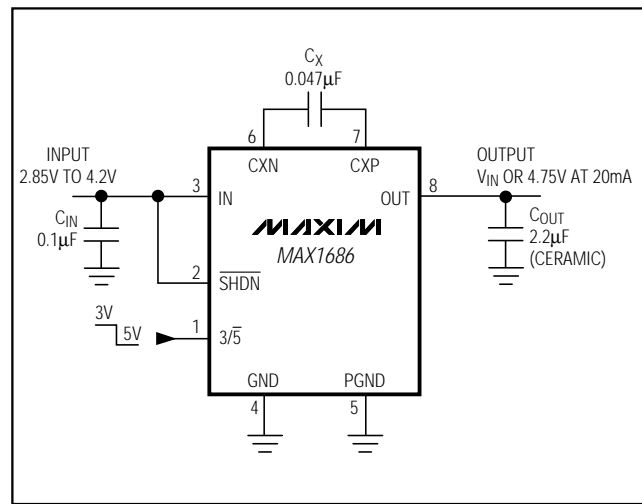 CX
0.047µF
6
7
INPUT
2.85V TO 4.2V
CXN
CXP
OUTPUT
VIN OR 4.75V AT 20mA
3
IN
OUT
8
CIN
0.1µF
MAXIM
MAX1686
COUT
2.2µF
(CERAMIC)
2
SHDN
3V
5V
1
3/5
GND
PGND
4
5